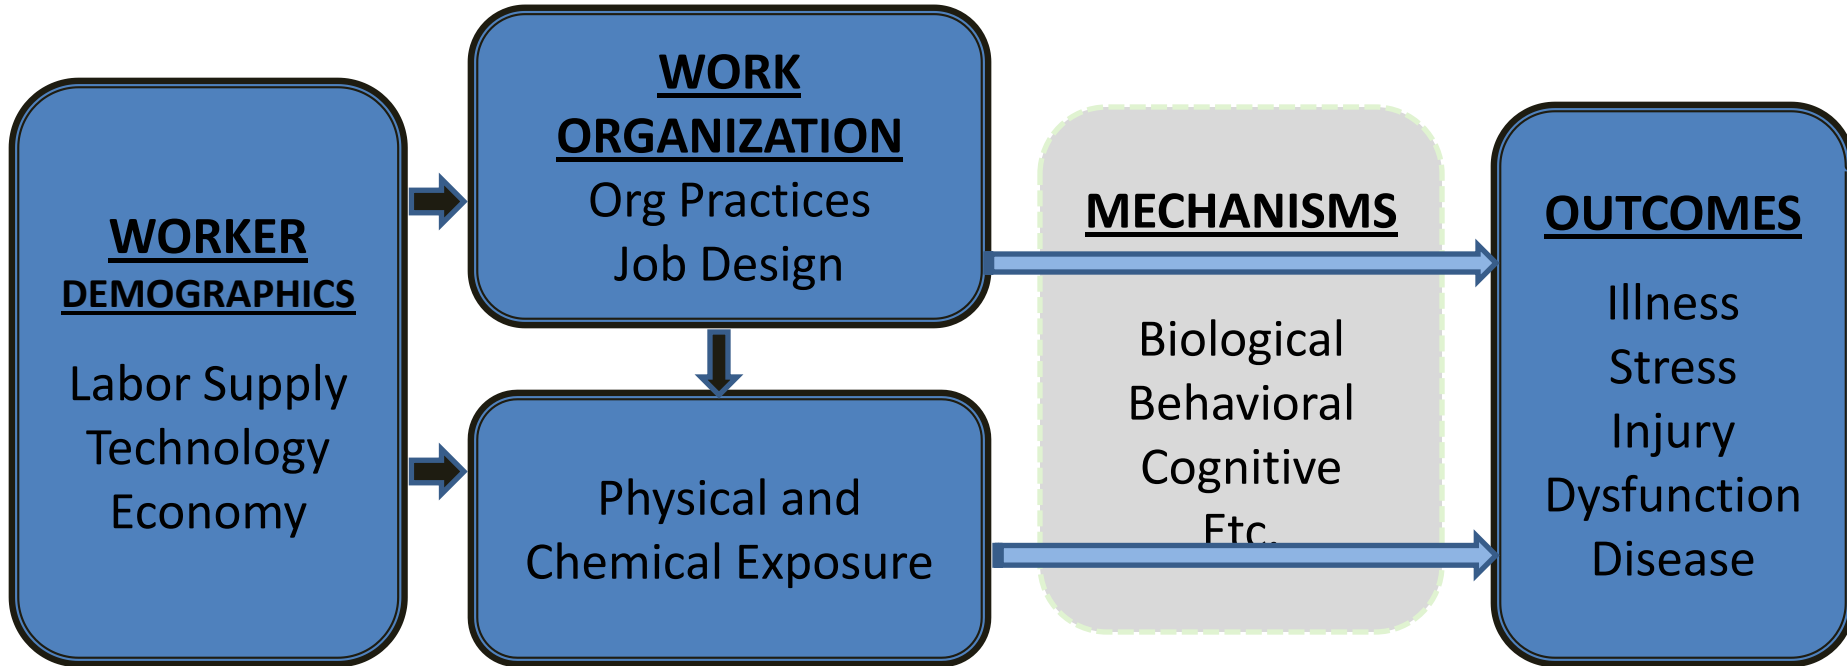 WORKER
DEMOGRAPHICS
Labor Supply
Technology
Economy
WORK
ORGANIZATION
Org Practices
Job Design
Physical and
Chemical Exposure
MECHANISMS
Biological
Behavioral
Cognitive
Etc.
OUTCOMES
Illness
Stress
Injury
Dysfunction
Disease